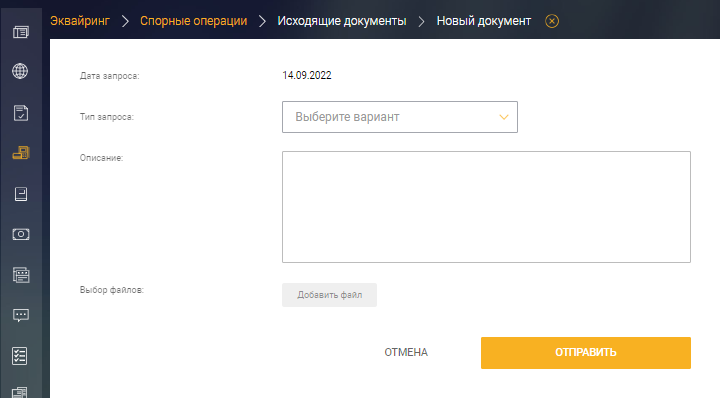 Эквайринг > Спорные операции > Исходящие документы > Новый документ
Дата запроса: 14.09.2022
Тип запроса: Выберите вариант
Описание:
Выбор файлов: Добавить файл
ОТМЕНА ОТПРАВИТЬ